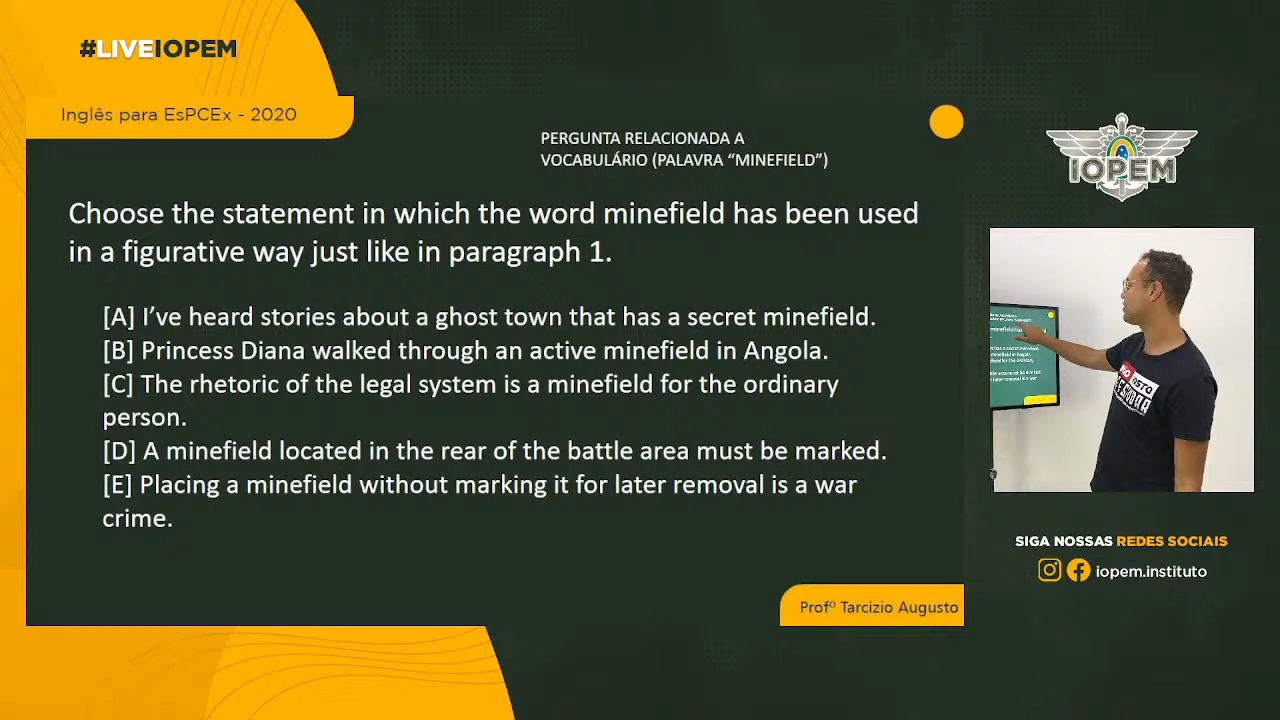 #LIVEIOPEM
Inglês para EsPCEx - 2020
PERGUNTA RELACIONADA A
VOCABULÁRIO (PALAVRA “MINEFIELD”)
Choose the statement in which the word minefield has been used
in a figurative way just like in paragraph 1.
[A] I’ve heard stories about a ghost town that has a secret minefield.
[B] Princess Diana walked through an active minefield in Angola.
[C] The rhetoric of the legal system is a minefield for the ordinary
person.
[D] A minefield located in the rear of the battle area must be marked.
[E] Placing a minefield without marking it for later removal is a war
crime.
Profº Tarcízio Augusto
IOPEM
SIGA NOSSAS REDES SOCIAIS
iopem.instituto